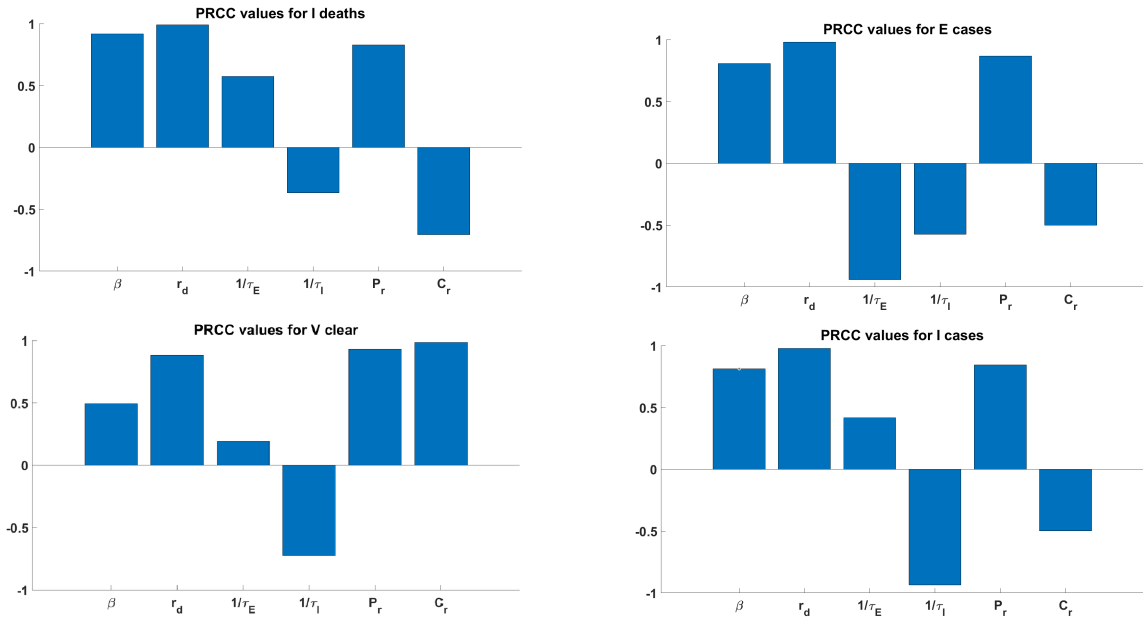 PRCC values for I deaths
1
0.5
0
-0.5
-1
β r_d 1/τ_E 1/τ_I P_r C_r
PRCC values for E cases
1
0.5
0
-0.5
-1
β r_d 1/τ_E 1/τ_I P_r C_r
PRCC values for V clear
1
0.5
0
-0.5
-1
β r_d 1/τ_E 1/τ_I P_r C_r
PRCC values for I cases
1
0.5
0
-0.5
-1
β r_d 1/τ_E 1/τ_I P_r C_r